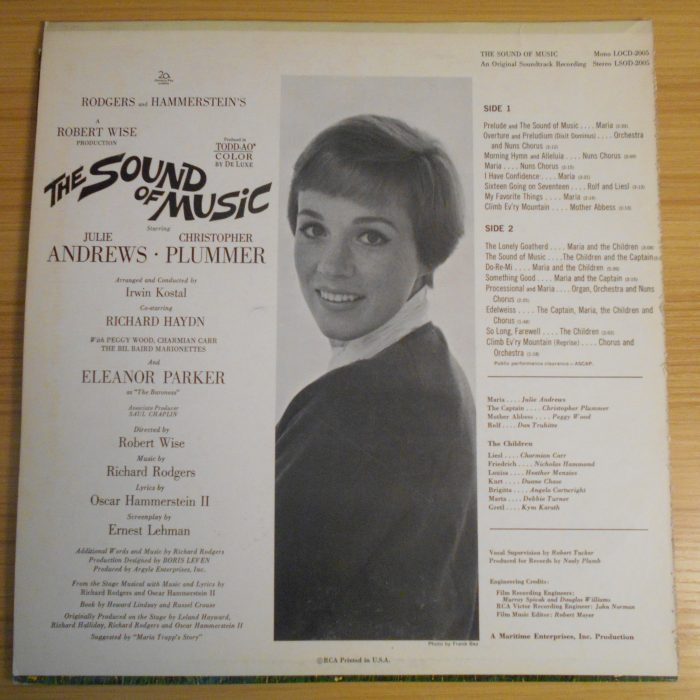 THE SOUND OF MUSIC Mono LOCD-2005
An Original Soundtrack Recording Stereo LSOD-2005
20
RODGERS and HAMMERSTEIN'S
A
ROBERT WISE
PRODUCTION
Produced in
TODD-AO®
COLOR
BY DE LUXE
THE SOUND
OF MUSIC
Starring
JULIE CHRISTOPHER
ANDREWS · PLUMMER
Arranged and Conducted by
Irwin Kostal
Co-starring
RICHARD HAYDN
With PEGGY WOOD, CHARMIAN CARR
THE BIL BAIRD MARIONETTES
And
ELEANOR PARKER
as "The Baroness"
Associate Producer
SAUL CHAPLIN
Directed by
Robert Wise
Music by
Richard Rodgers
Lyrics by
Oscar Hammerstein II
Screenplay by
Ernest Lehman
Additional Words and Music by Richard Rodgers
Production Designed by BORIS LEVEN
Produced by Argyle Enterprises, Inc.
From the Stage Musical with Music and Lyrics by
Richard Rodgers and Oscar Hammerstein II
Book by Howard Lindsay and Russel Crouse
Originally Produced on the Stage by Leland Hayward,
Richard Halliday, Richard Rodgers and Oscar Hammerstein II
Suggested by "Maria Trapp's Story"
SIDE 1
Prelude and The Sound of Music .... Maria
Overture and Preludium (Dixit Dominus) .... Orchestra
and Nuns Chorus
Morning Hymn and Alleluia .... Nuns Chorus
Maria .... Nuns Chorus
I Have Confidence .... Maria
Sixteen Going on Seventeen .... Rolf and Liesl
My Favorite Things .... Maria
Climb Ev'ry Mountain .... Mother Abbess
SIDE 2
The Lonely Goatherd .... Maria and the Children
The Sound of Music .... The Children and the Captain
Do-Re-Mi .... Maria and the Children
Something Good .... Maria and the Captain
Processional and Maria .... Organ, Orchestra and Nuns
Chorus
Edelweiss .... The Captain, Maria, the Children and
Chorus
So Long, Farewell .... The Children
Climb Ev'ry Mountain (Reprise) .... Chorus and
Orchestra
Public performance clearance—ASCAP.
Maria .... Julie Andrews
The Captain .... Christopher Plummer
Mother Abbess .... Peggy Wood
Rolf .... Dan Truhitte
The Children
Liesl .... Charmian Carr
Friedrich .... Nicholas Hammond
Louisa .... Heather Menzies
Kurt .... Duane Chase
Brigitta .... Angela Cartwright
Marta .... Debbie Turner
Gretl .... Kym Karath
Vocal Supervision by Robert Tucker
Produced for Records by Neely Plumb
Engineering Credits:
Film Recording Engineers:
Murray Spivak and Douglas Williams
RCA Victor Recording Engineer: John Norman
Film Music Editor: Robert Mayer
A Maritime Enterprises, Inc. Production
Photo by Frank Bez
©RCA Printed in U.S.A.